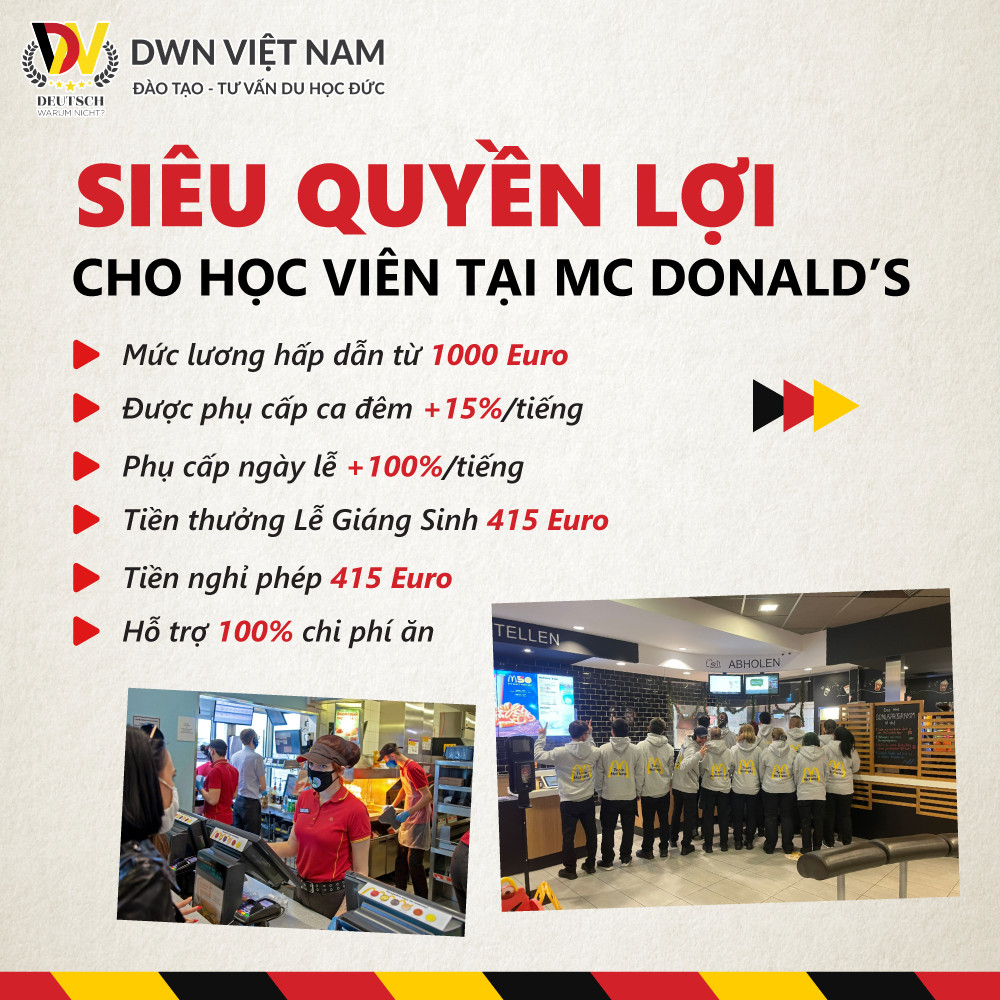 DWN VIỆT NAM
ĐÀO TẠO - TƯ VẤN DU HỌC ĐỨC
DEUTSCH
WARUM NICHT?
SIÊU QUYỀN LỢI
CHO HỌC VIÊN TẠI MC DONALD'S
Mức lương hấp dẫn từ 1000 Euro
Được phụ cấp ca đêm +15%/tiếng
Phụ cấp ngày lễ +100%/tiếng
Tiền thưởng Lễ Giáng Sinh 415 Euro
Tiền nghỉ phép 415 Euro
Hỗ trợ 100% chi phí ăn
TELLEN
ABHOLEN